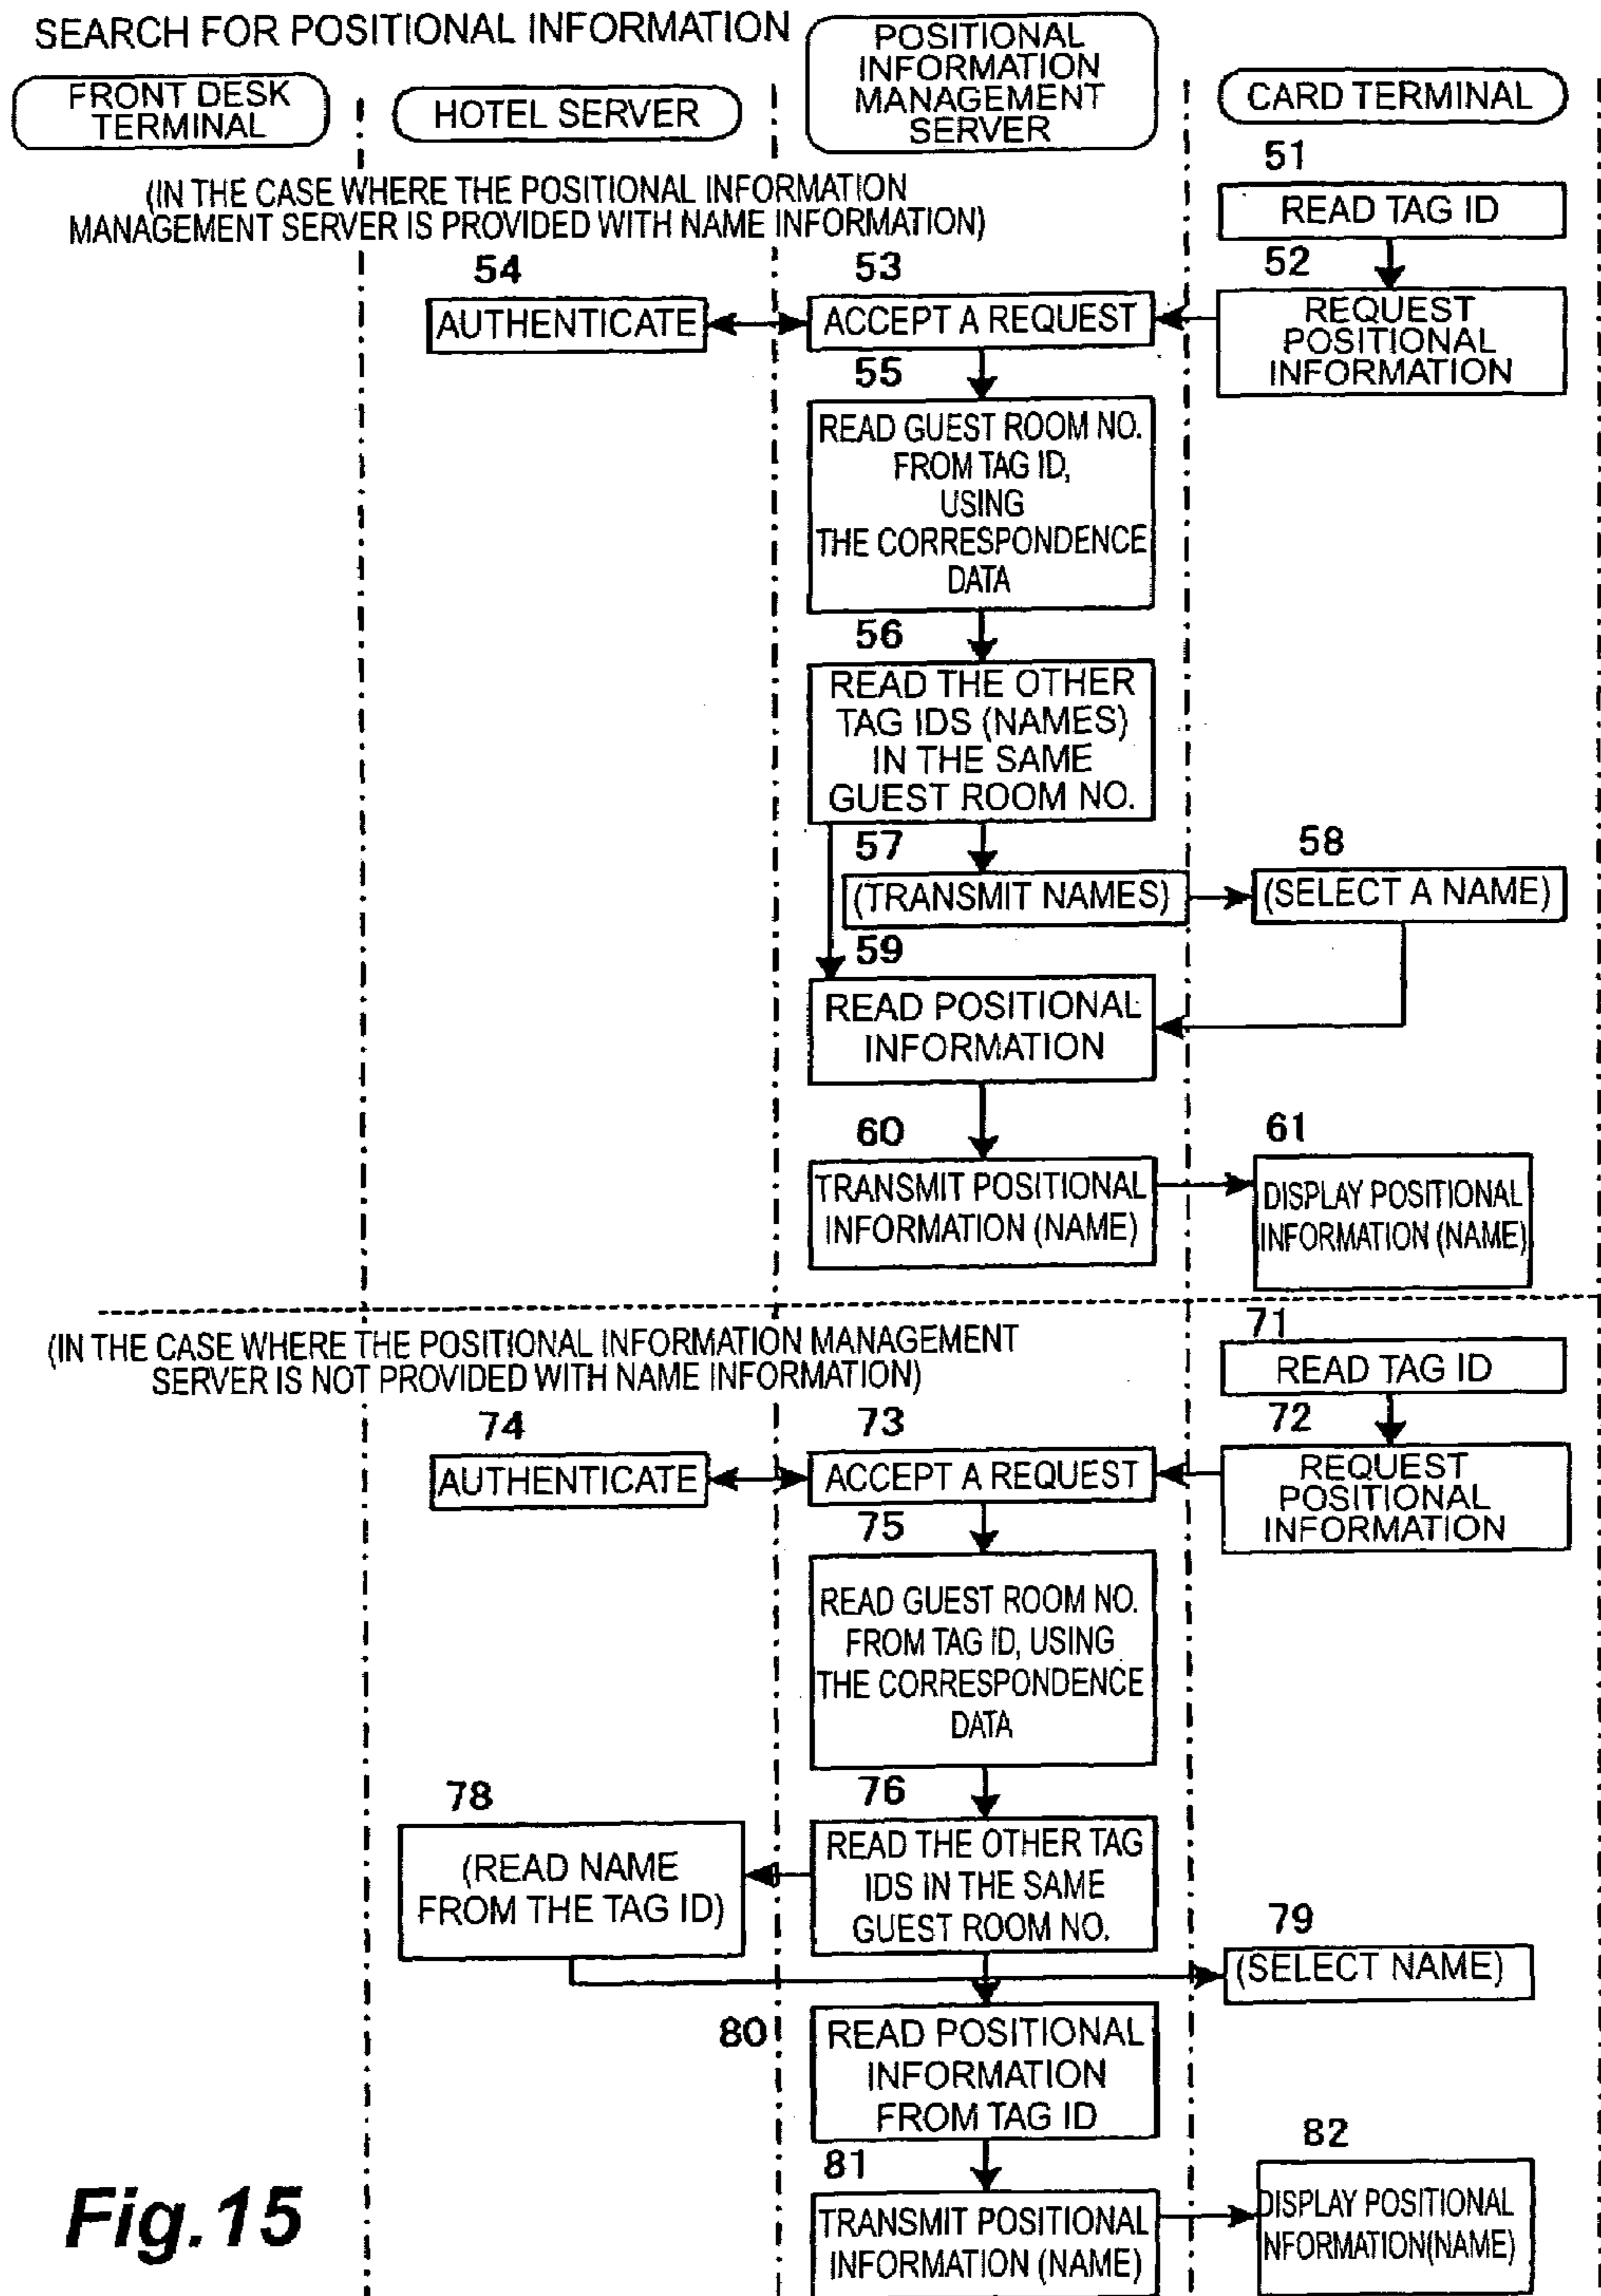 SEARCH FOR POSITIONAL INFORMATION
FRONT DESK
TERMINAL
HOTEL SERVER
POSITIONAL
INFORMATION
MANAGEMENT
SERVER
CARD TERMINAL
(IN THE CASE WHERE THE POSITIONAL INFORMATION
MANAGEMENT SERVER IS PROVIDED WITH NAME INFORMATION)
51
READ TAG ID
52
REQUEST
POSITIONAL
INFORMATION
53
ACCEPT A REQUEST
54
AUTHENTICATE
55
READ GUEST ROOM NO.
FROM TAG ID,
USING
THE CORRESPONDENCE
DATA
56
READ THE OTHER
TAG IDS (NAMES)
IN THE SAME
GUEST ROOM NO.
57
(TRANSMIT NAMES)
58
(SELECT A NAME)
59
READ POSITIONAL
INFORMATION
60
TRANSMIT POSITIONAL
INFORMATION (NAME)
61
DISPLAY POSITIONAL
INFORMATION (NAME)
(IN THE CASE WHERE THE POSITIONAL INFORMATION MANAGEMENT
SERVER IS NOT PROVIDED WITH NAME INFORMATION)
71
READ TAG ID
72
REQUEST
POSITIONAL
INFORMATION
73
ACCEPT A REQUEST
74
AUTHENTICATE
75
READ GUEST ROOM NO.
FROM TAG ID, USING
THE CORRESPONDENCE
DATA
76
READ THE OTHER TAG
IDS IN THE SAME
GUEST ROOM NO.
78
(READ NAME
FROM THE TAG ID)
79
(SELECT NAME)
80
READ POSITIONAL
INFORMATION
FROM TAG ID
81
TRANSMIT POSITIONAL
INFORMATION (NAME)
82
DISPLAY POSITIONAL
NFORMATION(NAME)
Fig.15